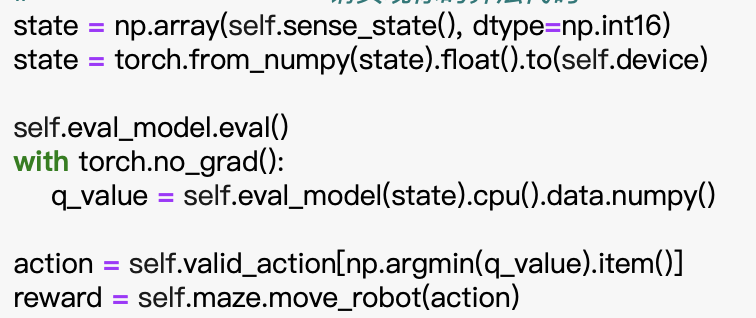 state = np.array(self.sense_state(), dtype=np.int16)
state = torch.from_numpy(state).float().to(self.device)
self.eval_model.eval()
with torch.no_grad():
q_value = self.eval_model(state).cpu().data.numpy()
action = self.valid_action[np.argmin(q_value).item()]
reward = self.maze.move_robot(action)